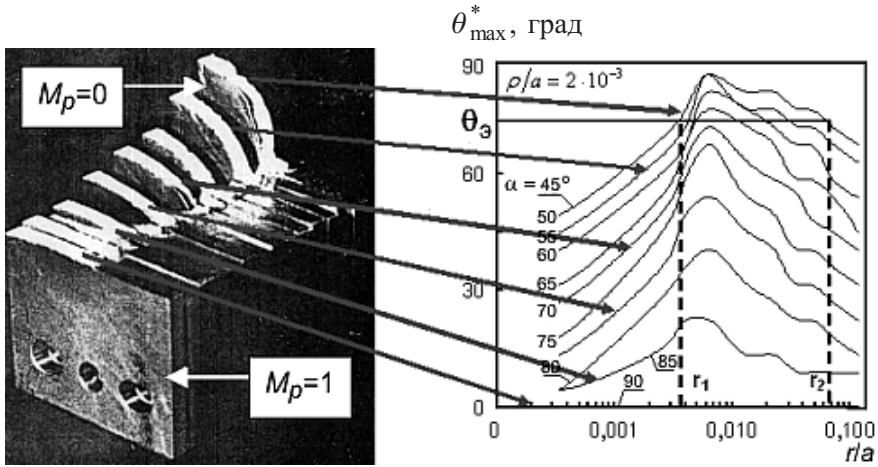 θ*max, град
Mp=0
Mp=1
90
ρ/a = 2·10⁻³
θэ
60
α = 45º
50
55
60
65
70
75
80
85
90
30
0
r₁
r₂
0
0,001
0,010
0,100
r/a